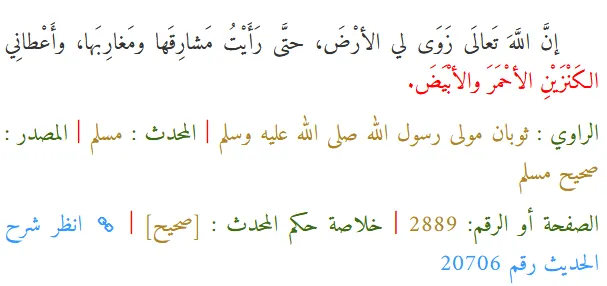 إنَّ اللَّهَ تَعالَى زَوَى لي الأرْضَ، حتَّى رَأَيْتُ مَشارِقَها ومَغارِبَها، وأَعْطانِي
الكَنْزَيْنِ الأحْمَرَ والأبْيَضَ.
الراوي : ثوبان مولى رسول الله صلى الله عليه وسلم | المحدث : مسلم | المصدر :
صحيح مسلم
الصفحة أو الرقم: 2889 | خلاصة حكم المحدث : [صحيح] | انظر شرح
الحديث رقم 20706